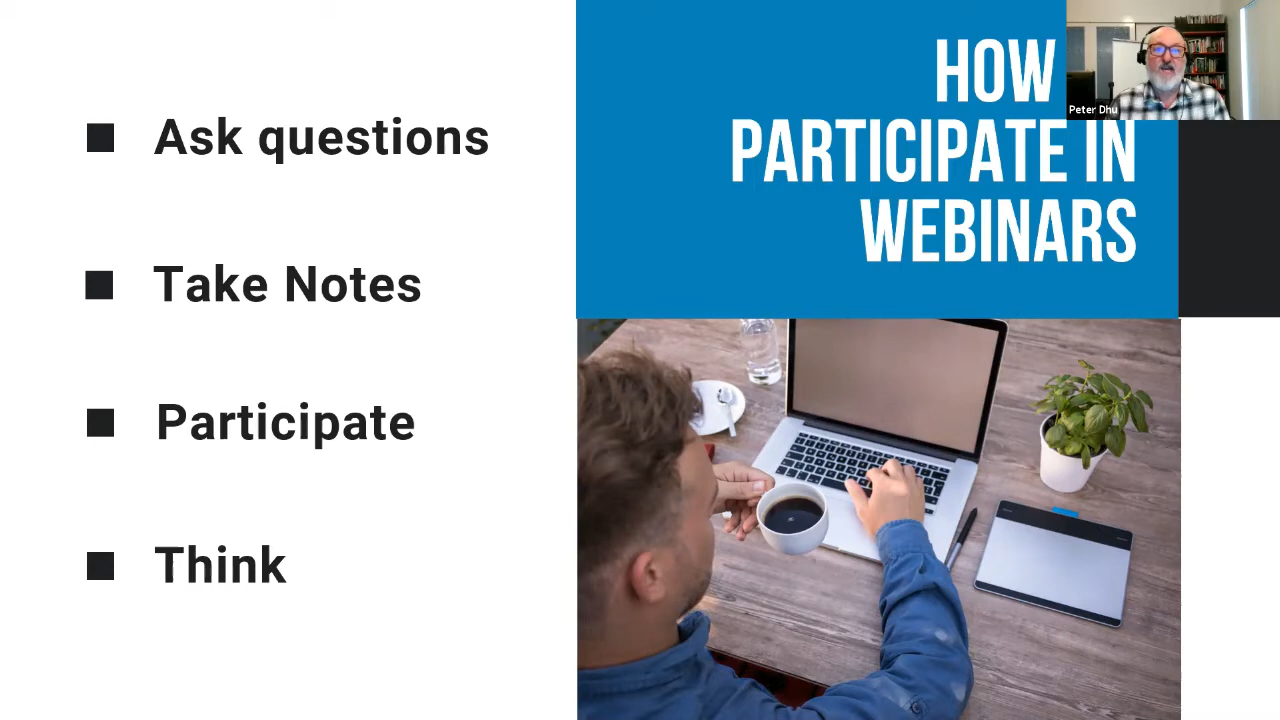 HOW
PARTICIPATE IN
WEBINARS
Peter Dhu
Ask questions
Take Notes
Participate
Think